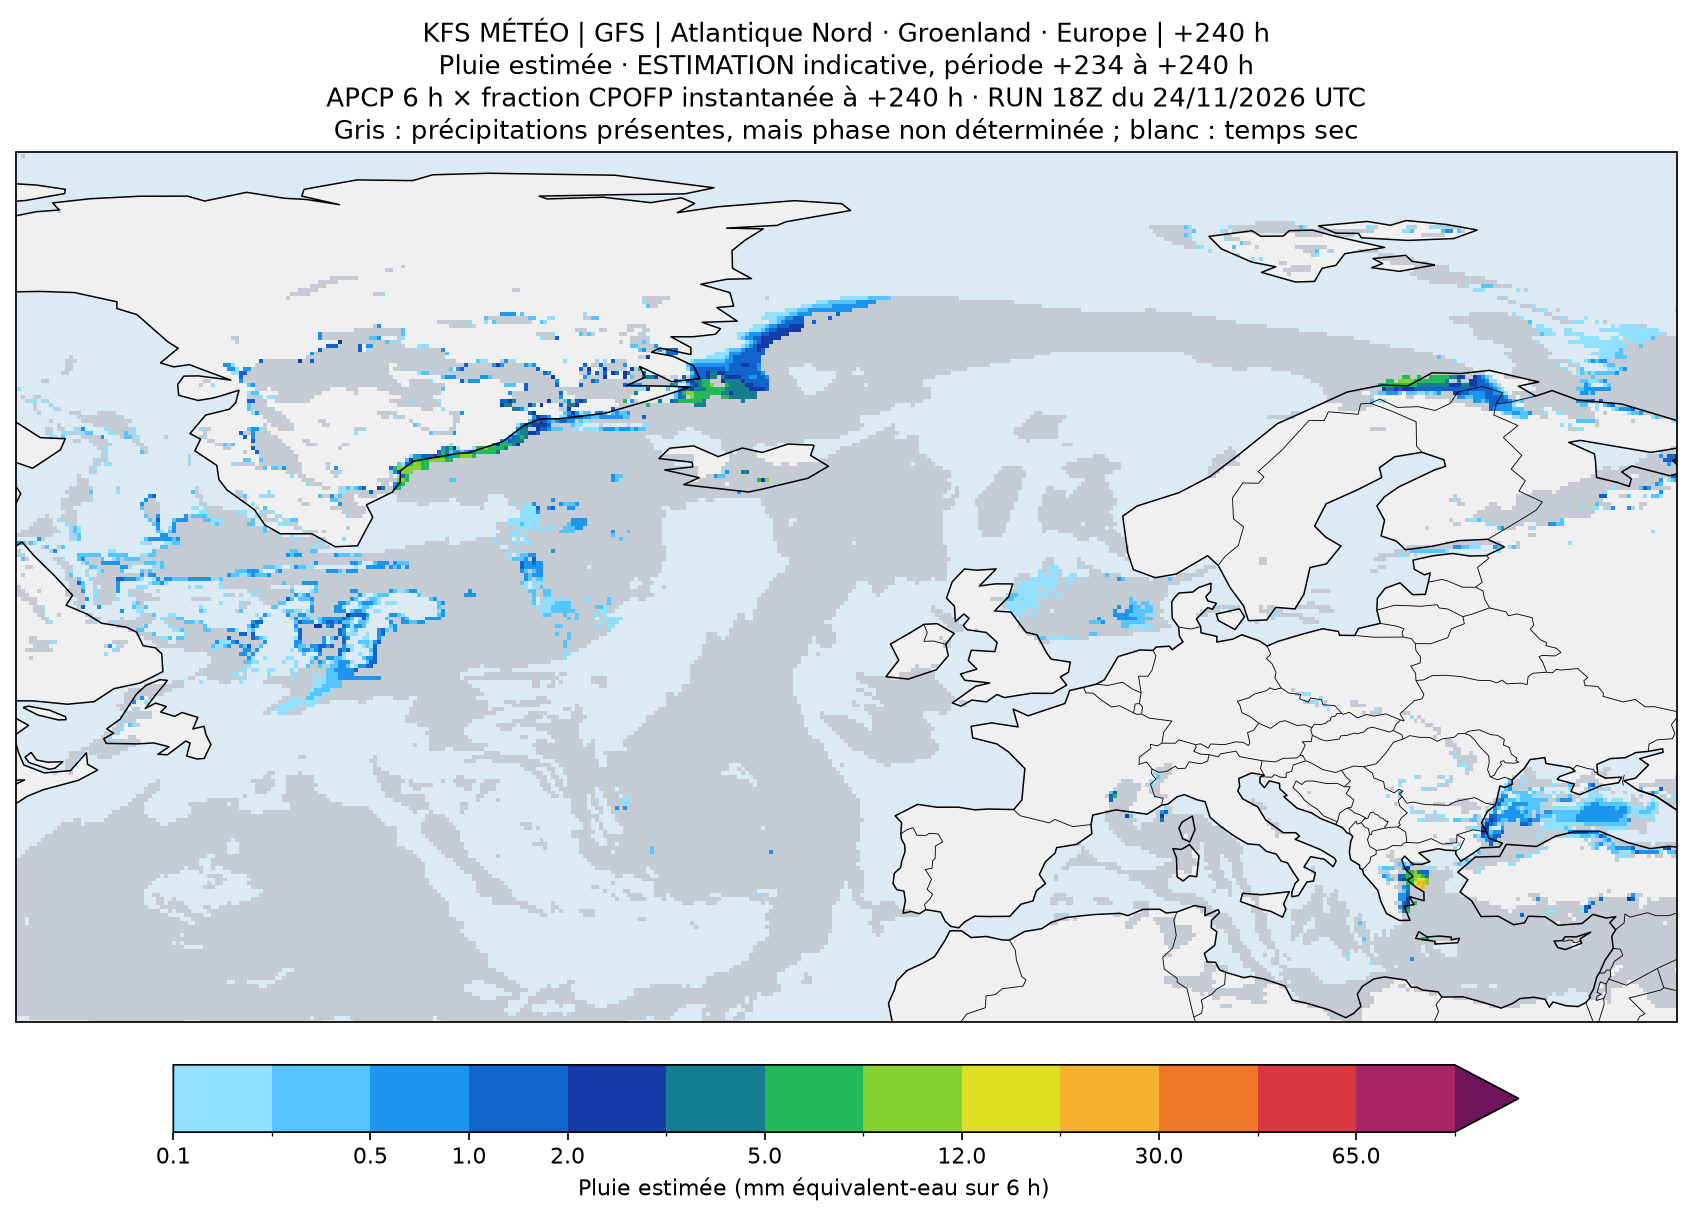 KFS MÉTÉO | GFS | Atlantique Nord · Groenland · Europe | +240 h
Pluie estimée · ESTIMATION indicative, période +234 à +240 h
APCP 6 h × fraction CPOFP instantanée à +240 h · RUN 18Z du 24/11/2026 UTC
Gris : précipitations présentes, mais phase non déterminée ; blanc : temps sec
0.1 0.5 1.0 2.0 5.0 12.0 30.0 65.0
Pluie estimée (mm équivalent-eau sur 6 h)